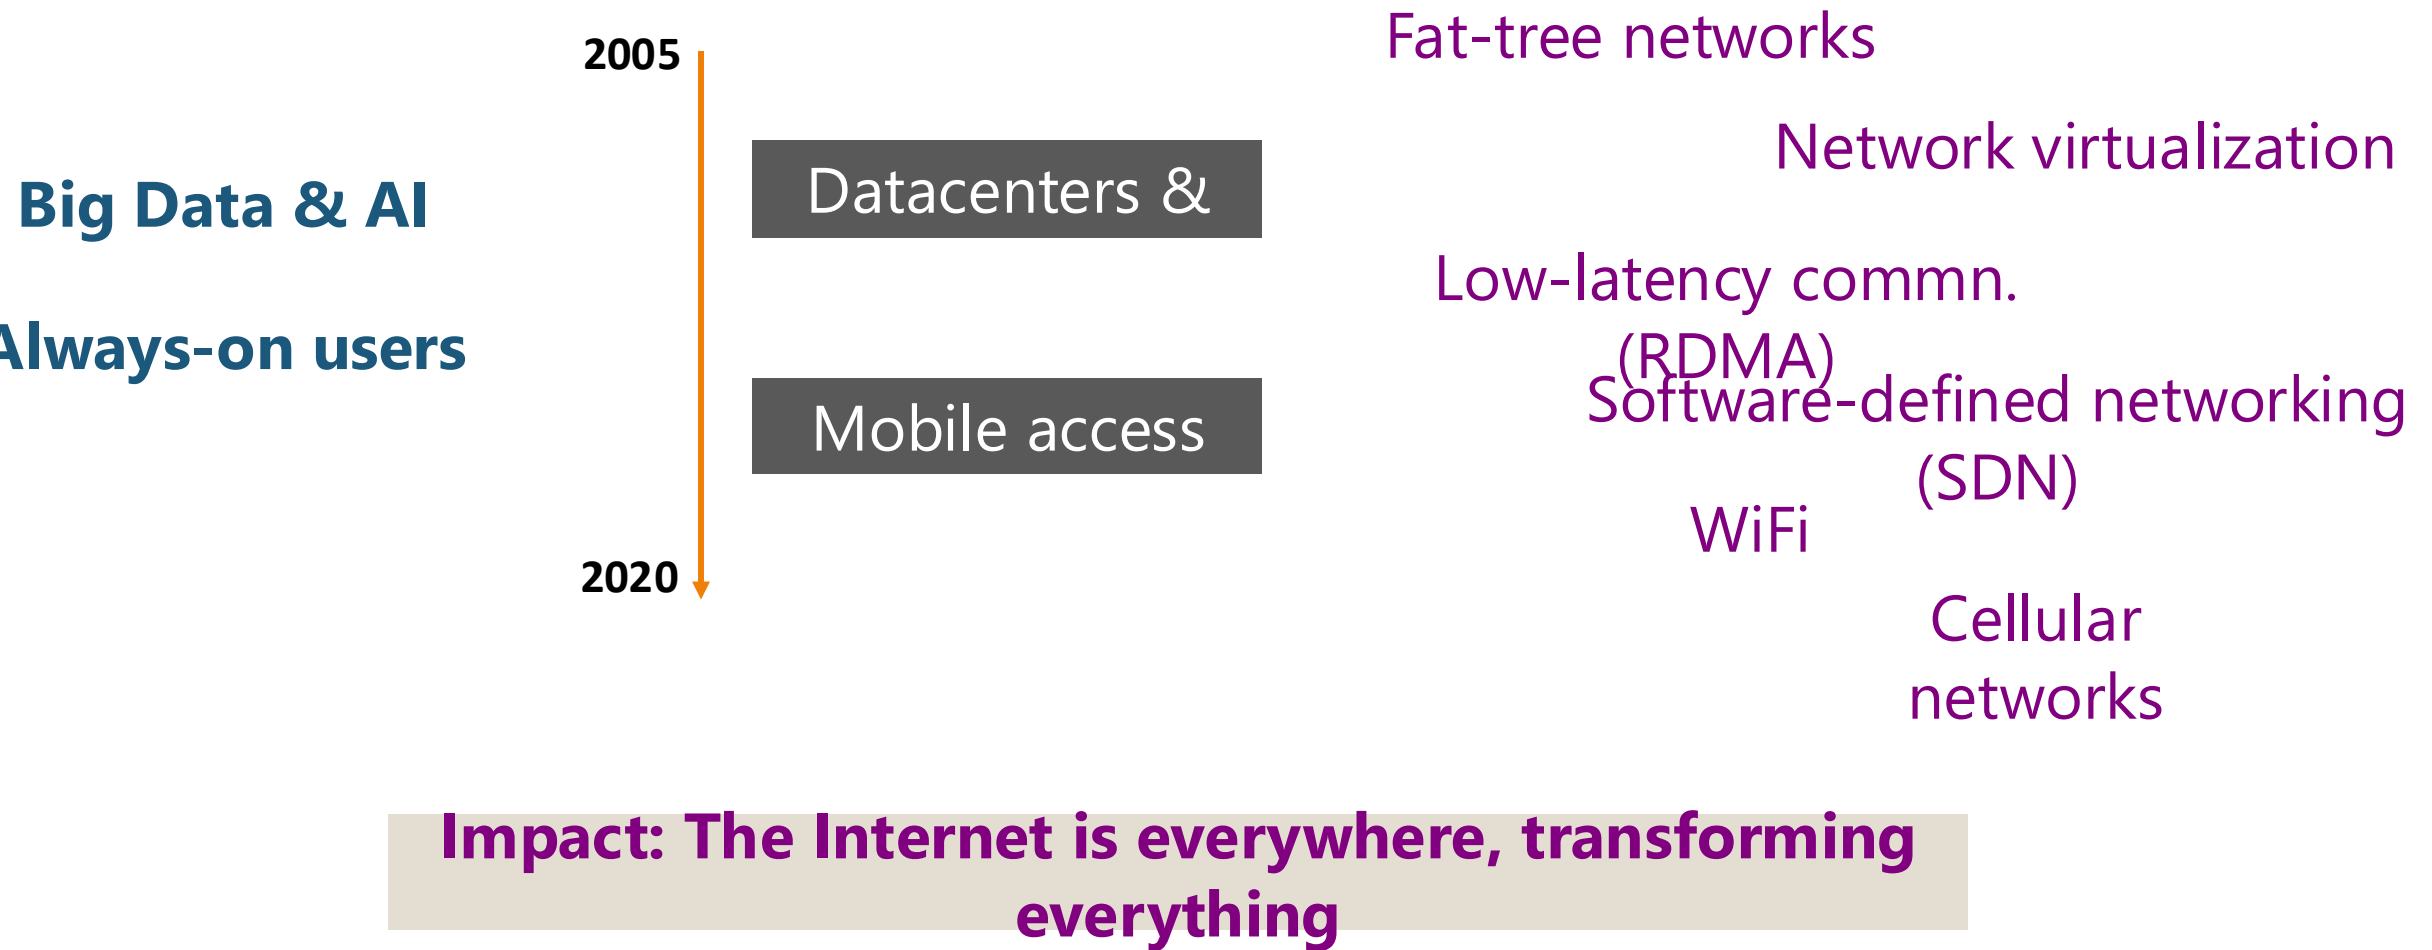 Big Data & AI
Always-on users
2005
2020
Datacenters &
Mobile access
Fat-tree networks
Network virtualization
Low-latency commn.
(RDMA)
Software-defined networking
(SDN)
WiFi
Cellular
networks
Impact: The Internet is everywhere, transforming
everything